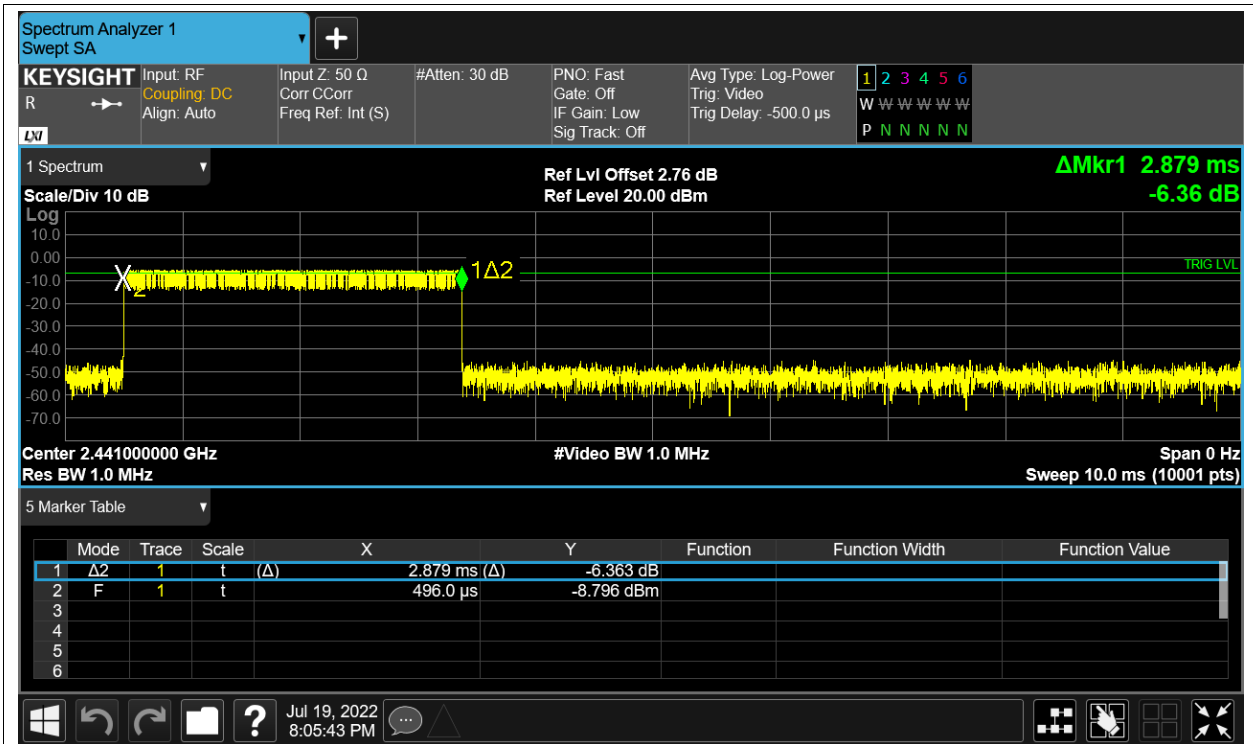 Spectrum Analyzer 1
Swept SA
KEYSIGHT
R
LXI
Input: RF
Coupling: DC
Align: Auto
Input Z: 50 Ω
Corr CCorr
Freq Ref: Int (S)
#Atten: 30 dB
PNO: Fast
Gate: Off
IF Gain: Low
Sig Track: Off
Avg Type: Log-Power
Trig: Video
Trig Delay: -500.0 µs
1 2 3 4 5 6
W W W W W W
P N N N N N
1 Spectrum
Ref Lvl Offset 2.76 dB
ΔMkr1 2.879 ms
Scale/Div 10 dB
Ref Level 20.00 dBm
-6.36 dB
Log
10.0
0.00
-10.0
-20.0
-30.0
-40.0
-50.0
-60.0
-70.0
2
1Δ2
TRIG LVL
Center 2.441000000 GHz
#Video BW 1.0 MHz
Span 0 Hz
Res BW 1.0 MHz
Sweep 10.0 ms (10001 pts)
5 Marker Table
Mode Trace Scale X Y Function Function Width Function Value
1 Δ2 1 t (Δ) 2.879 ms (Δ) -6.363 dB
2 F 1 t 496.0 µs -8.796 dBm
3
4
5
6
?
Jul 19, 2022
8:05:43 PM